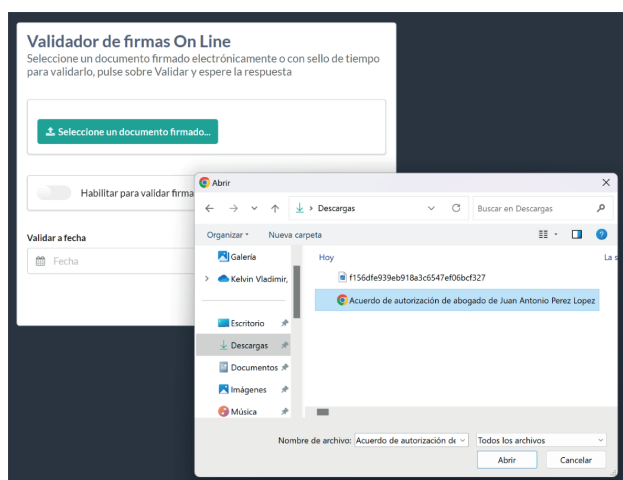 Validador de firmas On Line
Seleccione un documento firmado electrónicamente o con sello de tiempo
para validarlo, pulse sobre Validar y espere la respuesta
Seleccione un documento firmado...
Habilitar para validar firma
Validar a fecha
Fecha
Abrir
Descargas
Buscar en Descargas
Organizar
Nueva carpeta
Galería
Kelvin Vladimir,
Escritorio
Descargas
Documentos
Imágenes
Música
Hoy
La s
f156dfe939eb918a3c6547ef06bcf327
Acuerdo de autorización de abogado de Juan Antonio Perez Lopez
Nombre de archivo:
Acuerdo de autorización de
Todos los archivos
Abrir
Cancelar